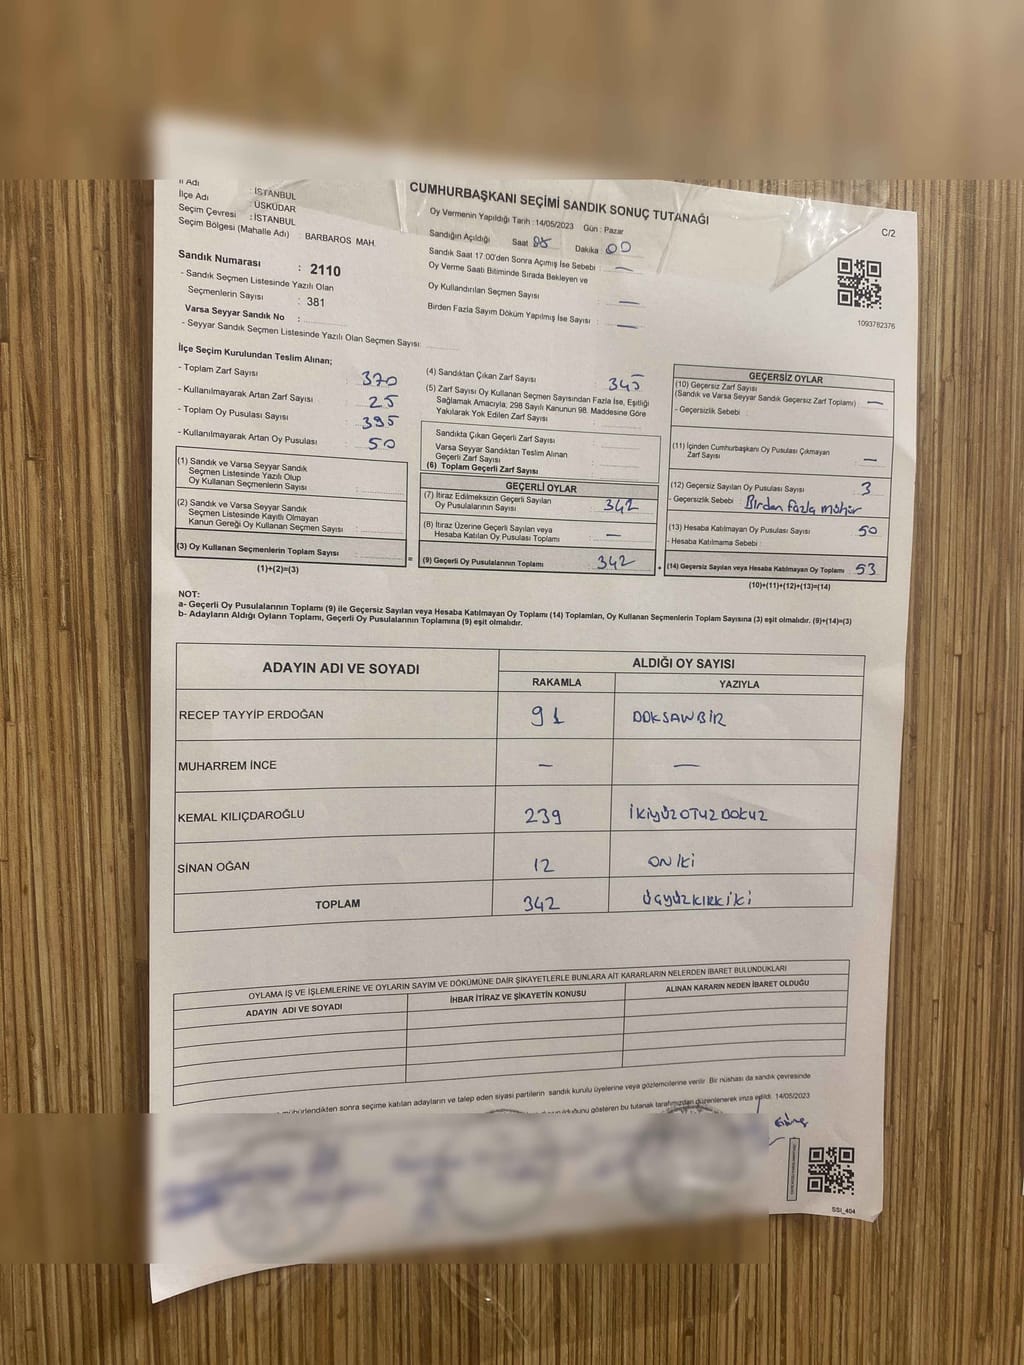 İl Adı : İSTANBUL
İlçe Adı : ÜSKÜDAR
Seçim Çevresi : İSTANBUL
Seçim Bölgesi (Mahalle Adı) : BARBAROS MAH.
Sandık Numarası : 2110
- Sandık Seçmen Listesinde Yazılı Olan
Seçmenlerin Sayısı : 381
Varsa Seyyar Sandık No :
- Seyyar Sandık Seçmen Listesinde Yazılı Olan Seçmen Sayısı:
CUMHURBAŞKANI SEÇİMİ SANDIK SONUÇ TUTANAĞI
C/2
Oy Vermenin Yapıldığı Tarih : 14/05/2023 Gün : Pazar
Sandığın Açıldığı Saat Dakika : 00
Sandık Saat 17.00'den Sonra Açımış İse Sebebi : —
Oy Verme Saati Bitiminde Sırada Bekleyen ve
Oy Kullandırılan Seçmen Sayısı : —
Birden Fazla Sayım Döküm Yapılmış İse Sayısı : —
1093782376
İlçe Seçim Kurulundan Teslim Alınan;
- Toplam Zarf Sayısı : 370
- Kullanılmayarak Artan Zarf Sayısı : 25
- Toplam Oy Pusulası Sayısı : 395
- Kullanılmayarak Artan Oy Pusulası : 50
(1) Sandık ve Varsa Seyyar Sandık
Seçmen Listesinde Yazılı Olup
Oy Kullanan Seçmenlerin Sayısı :
(2) Sandık ve Varsa Seyyar Sandık
Seçmen Listesinde Kayıtlı Olmayan
Kanun Gereği Oy Kullanan Seçmen Sayısı :
(3) Oy Kullanan Seçmenlerin Toplam Sayısı :
(1)+(2)=(3)
(4) Sandıktan Çıkan Zarf Sayısı : 345
(5) Zarf Sayısı Oy Kullanan Seçmen Sayısından Fazla İse, Eşitliği
Sağlamak Amacıyla; 298 Sayılı Kanunun 98. Maddesine Göre
Yakılarak Yok Edilen Zarf Sayısı :
Sandıkta Çıkan Geçerli Zarf Sayısı :
Varsa Seyyar Sandıktan Teslim Alınan
Geçerli Zarf Sayısı :
(6) Toplam Geçerli Zarf Sayısı :
GEÇERLİ OYLAR
(7) İtiraz Edilmeksizin Geçerli Sayılan
Oy Pusulalarının Sayısı : 342
(8) İtiraz Üzerine Geçerli Sayılan veya
Hesaba Katılan Oy Pusulası Toplamı : —
= (9) Geçerli Oy Pusulalarının Toplamı : 342
GEÇERSİZ OYLAR
(10) Geçersiz Zarf Sayısı
(Sandık ve Varsa Seyyar Sandık Geçersiz Zarf Toplamı) : —
- Geçersizlik Sebebi :
(11) İçinden Cumhurbaşkanı Oy Pusulası Çıkmayan
Zarf Sayısı : —
(12) Geçersiz Sayılan Oy Pusulası Sayısı : 3
- Geçersizlik Sebebi : Birden fazla mühür
(13) Hesaba Katılmayan Oy Pusulası Sayısı : 50
- Hesaba Katılmama Sebebi :
+ (14) Geçersiz Sayılan veya Hesaba Katılmayan Oy Toplamı : 53
(10)+(11)+(12)+(13)=(14)
NOT:
a- Geçerli Oy Pusulalarının Toplamı (9) ile Geçersiz Sayılan veya Hesaba Katılmayan Oy Toplamı (14) Toplamları, Oy Kullanan Seçmenlerin Toplam Sayısına (3) eşit olmalıdır. (9)+(14)=(3)
b- Adayların Aldığı Oyların Toplamı, Geçerli Oy Pusulalarının Toplamına (9) eşit olmalıdır.
ADAYIN ADI VE SOYADI ALDIĞI OY SAYISI
RAKAMLA YAZIYLA
RECEP TAYYİP ERDOĞAN 91 DOKSANBİR
MUHARREM İNCE — —
KEMAL KILIÇDAROĞLU 239 İKİYÜZOTUZDOKUZ
SİNAN OĞAN 12 ONİKİ
TOPLAM 342 ÜÇYÜZKIRKİKİ
OYLAMA İŞ VE İŞLEMLERİNE VE OYLARIN SAYIM VE DÖKÜMÜNE DAİR ŞİKAYETLERLE BUNLARA AİT KARARLARIN NELERDEN İBARET BULUNDUKLARI
ADAYIN ADI VE SOYADI İHBAR İTİRAZ VE ŞİKAYETİN KONUSU ALINAN KARARIN NEDEN İBARET OLDUĞU
mühürlendikten sonra seçime katılan adayların ve talep eden siyasi partilerin sandık kurulu üyelerine veya gözlemcilerine verilir. Bir nüshası da sandık çevresinde
olduğunu gösteren bu tutanak tarafımızdan düzenlenerek imza edildi. 14/05/2023
SSI_404